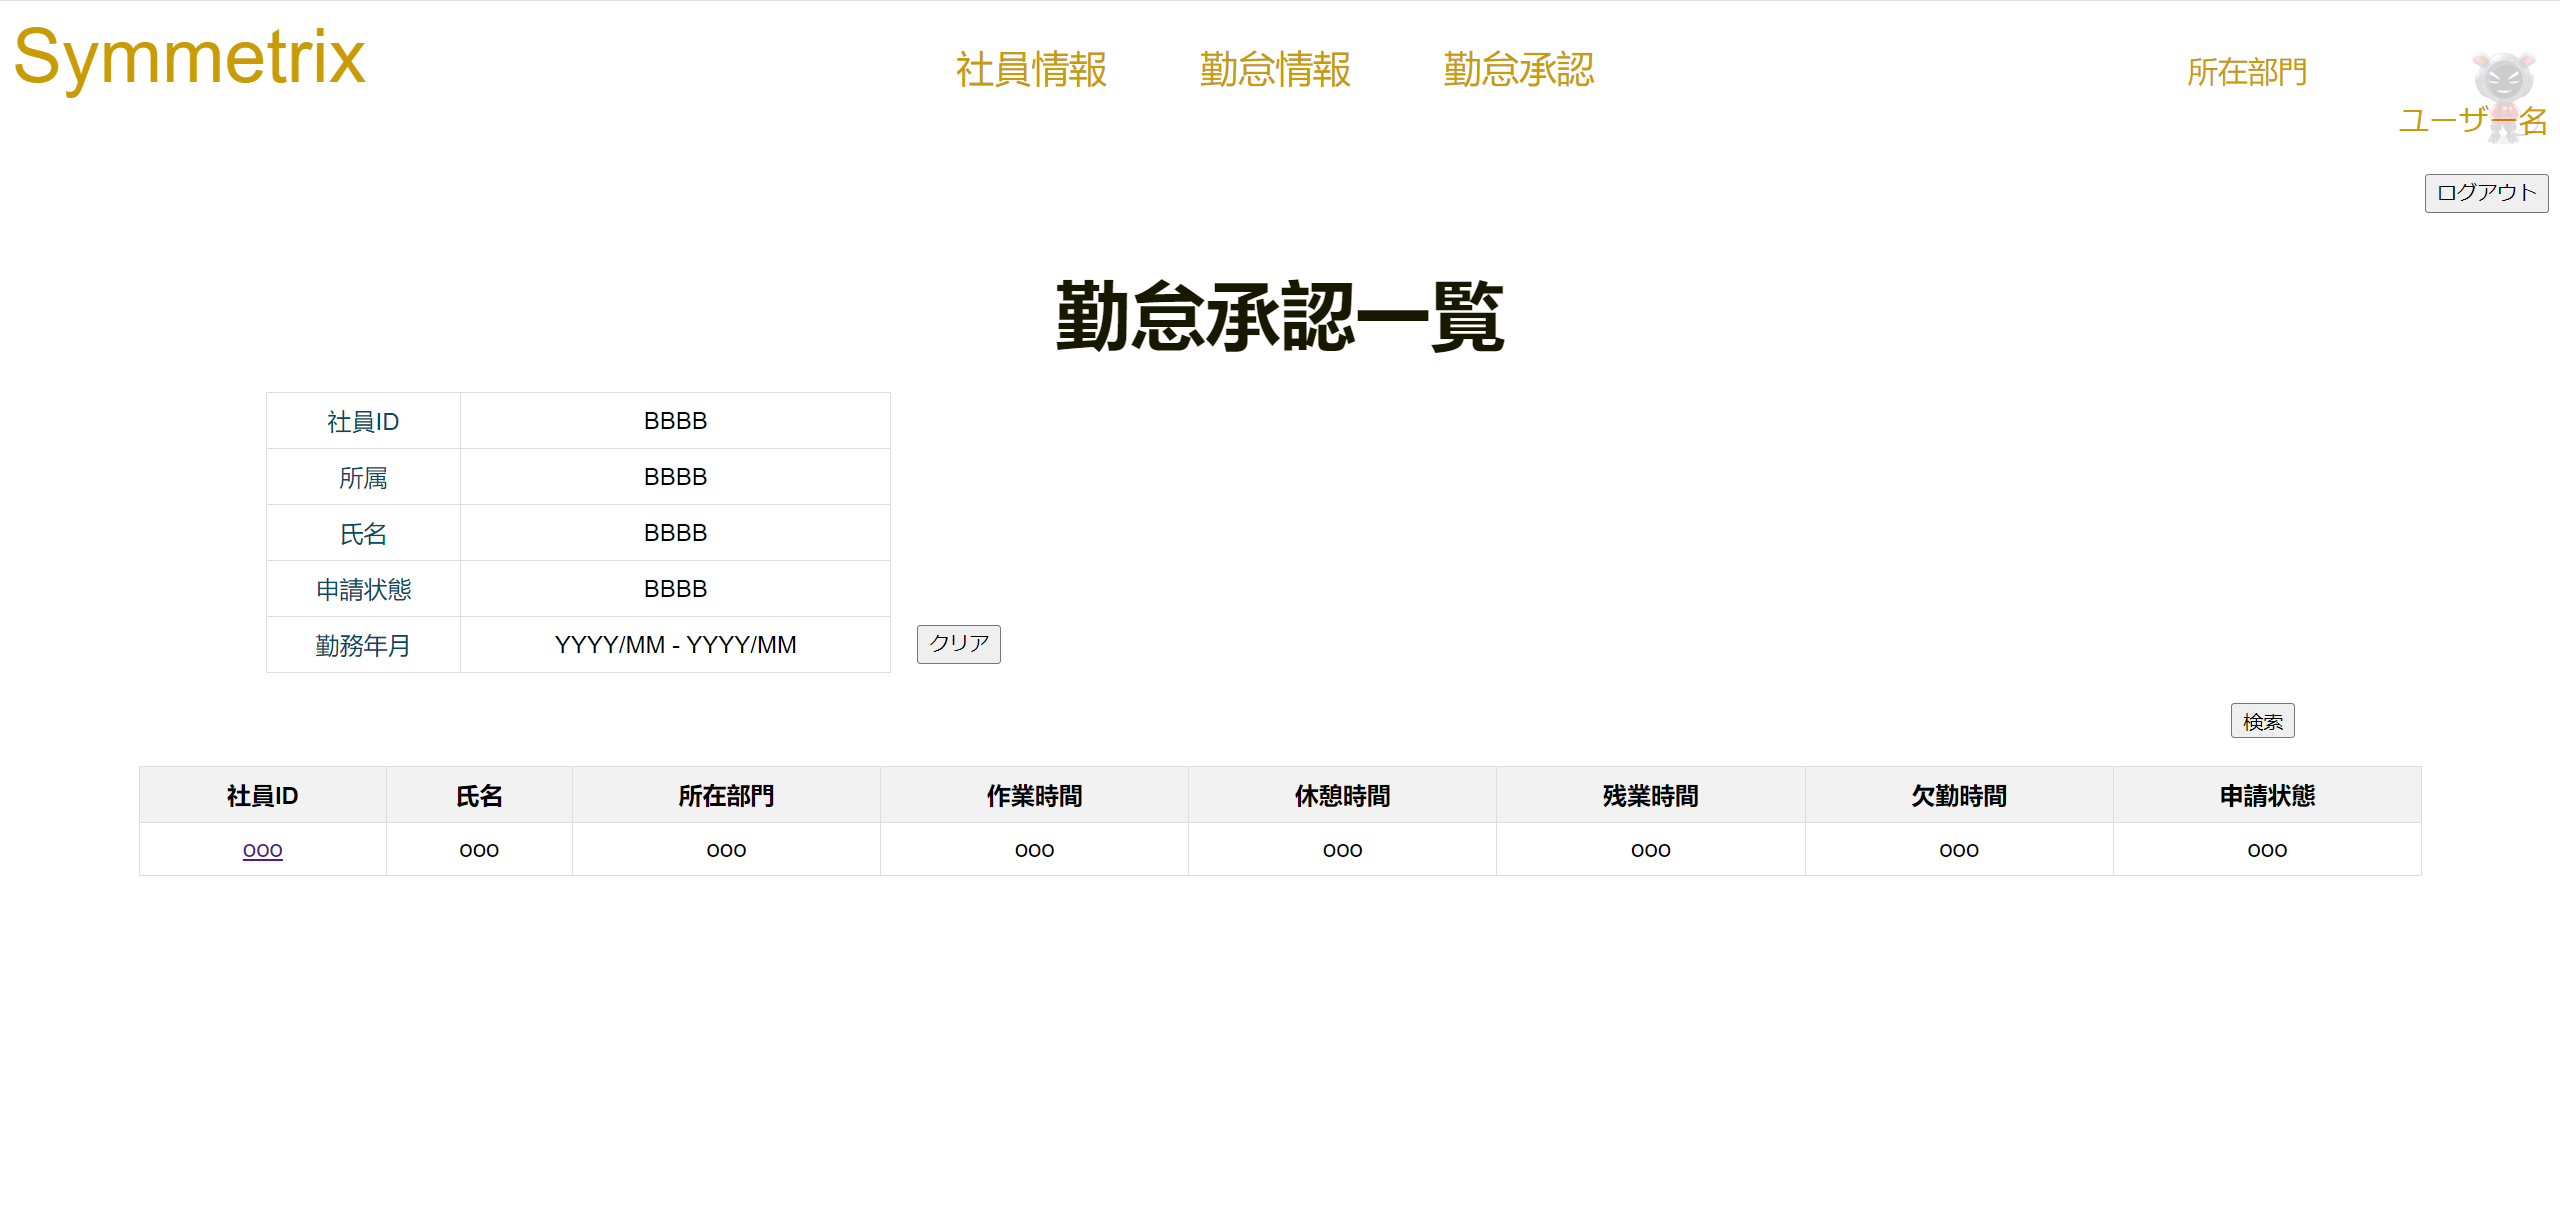 Symmetrix
社員情報 勤怠情報 勤怠承認
所在部門
ユーザー名
ログアウト
勤怠承認一覧
社員ID BBBB
所属 BBBB
氏名 BBBB
申請状態 BBBB
勤務年月 YYYY/MM - YYYY/MM クリア
検索
社員ID 氏名 所在部門 作業時間 休憩時間 残業時間 欠勤時間 申請状態
ooo ooo ooo ooo ooo ooo ooo ooo